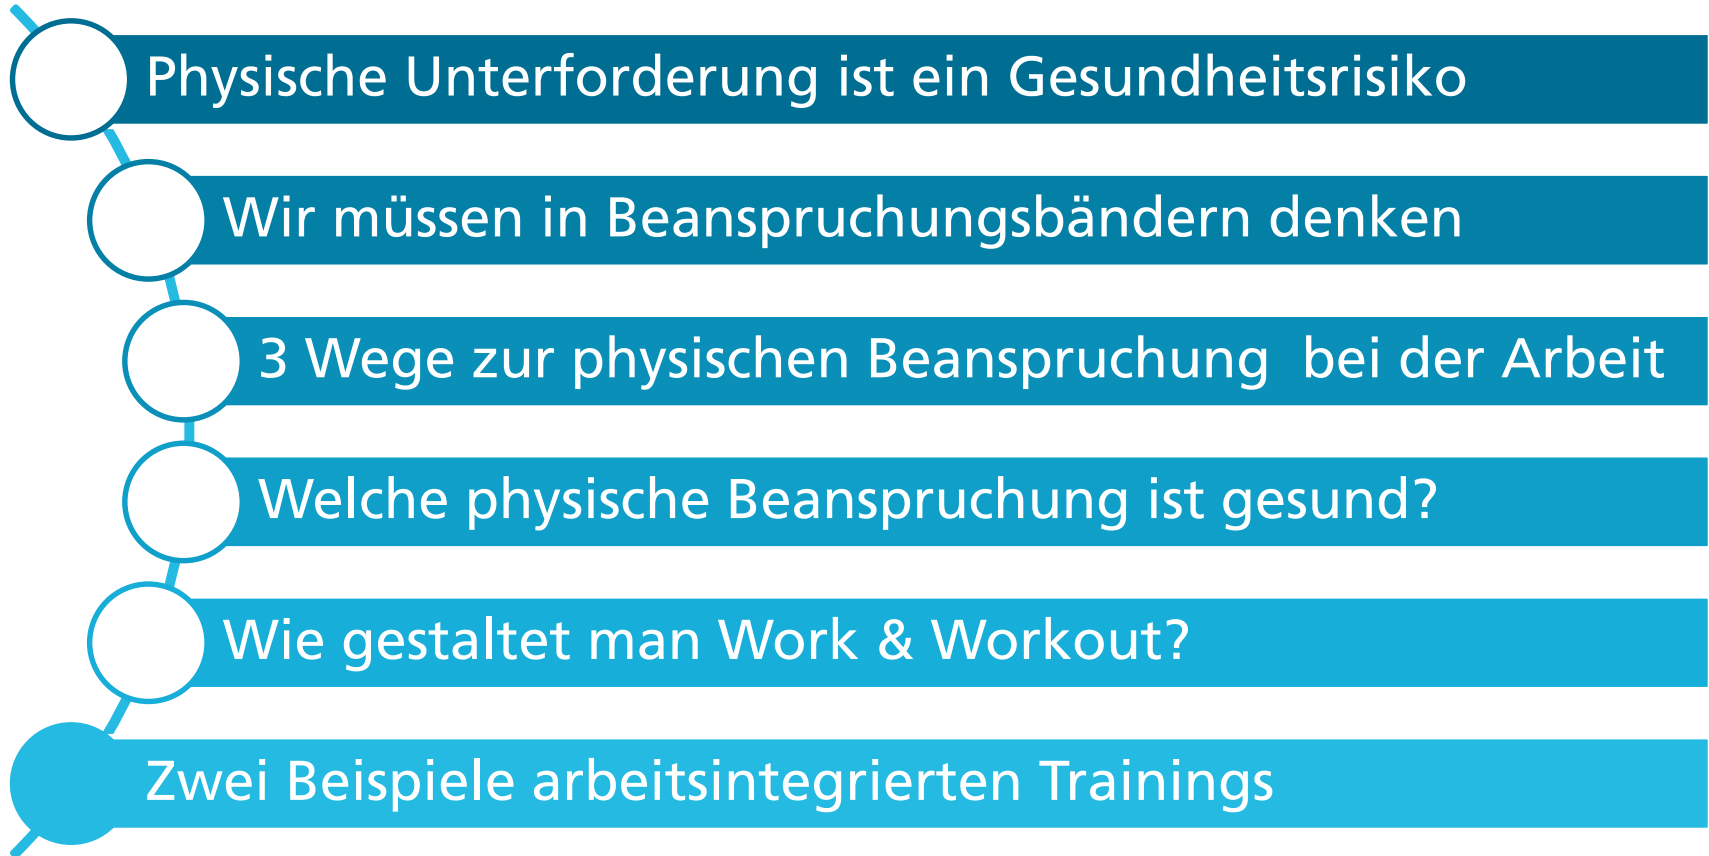 Physische Unterforderung ist ein Gesundheitsrisiko
Wir müssen in Beanspruchungsbändern denken
3 Wege zur physischen Beanspruchung  bei der Arbeit
Welche physische Beanspruchung ist gesund?
Wie gestaltet man Work & Workout?
Zwei Beispiele arbeitsintegrierten Trainings